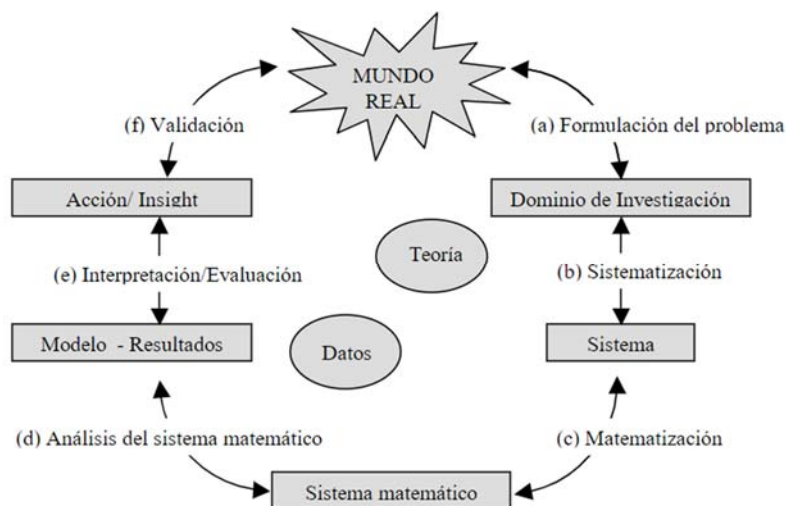 MUNDO
REAL
(f) Validación
(a) Formulación del problema
Acción/ Insight
Dominio de Investigación
Teoría
(e) Interpretación/Evaluación
(b) Sistematización
Modelo - Resultados
Datos
Sistema
(d) Análisis del sistema matemático
(c) Matematización
Sistema matemático